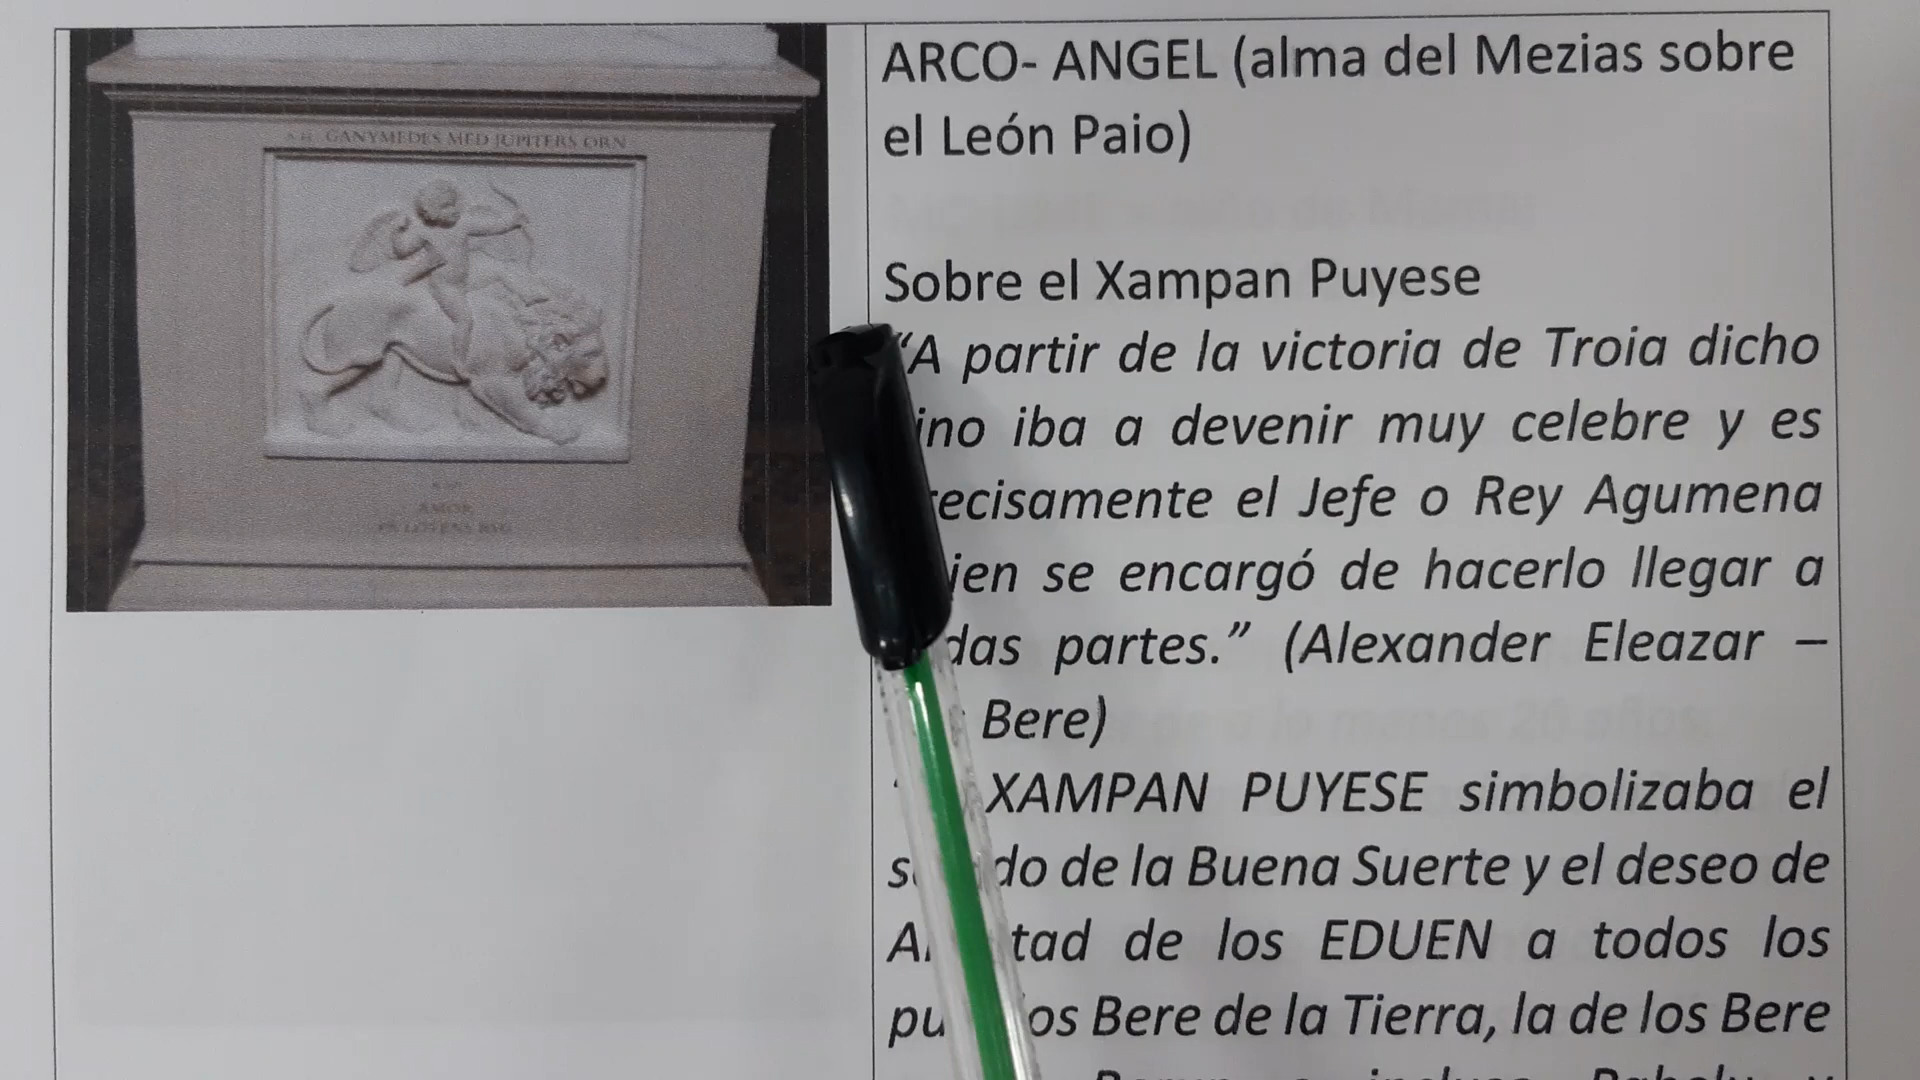 GANYMEDES MED JUPITERS ØRN
AMOR
ARCO- ANGEL (alma del Mezias sobre
el León Paio)
Sobre el Xampan Puyese
“A partir de la victoria de Troia dicho
ino iba a devenir muy celebre y es
recisamente el Jefe o Rey Agumena
ien se encargó de hacerlo llegar a
das partes.” (Alexander Eleazar –
Bere)
XAMPAN PUYESE simbolizaba el
do de la Buena Suerte y el deseo de
tad de los EDUEN a todos los
pu os Bere de la Tierra, la de los Bere